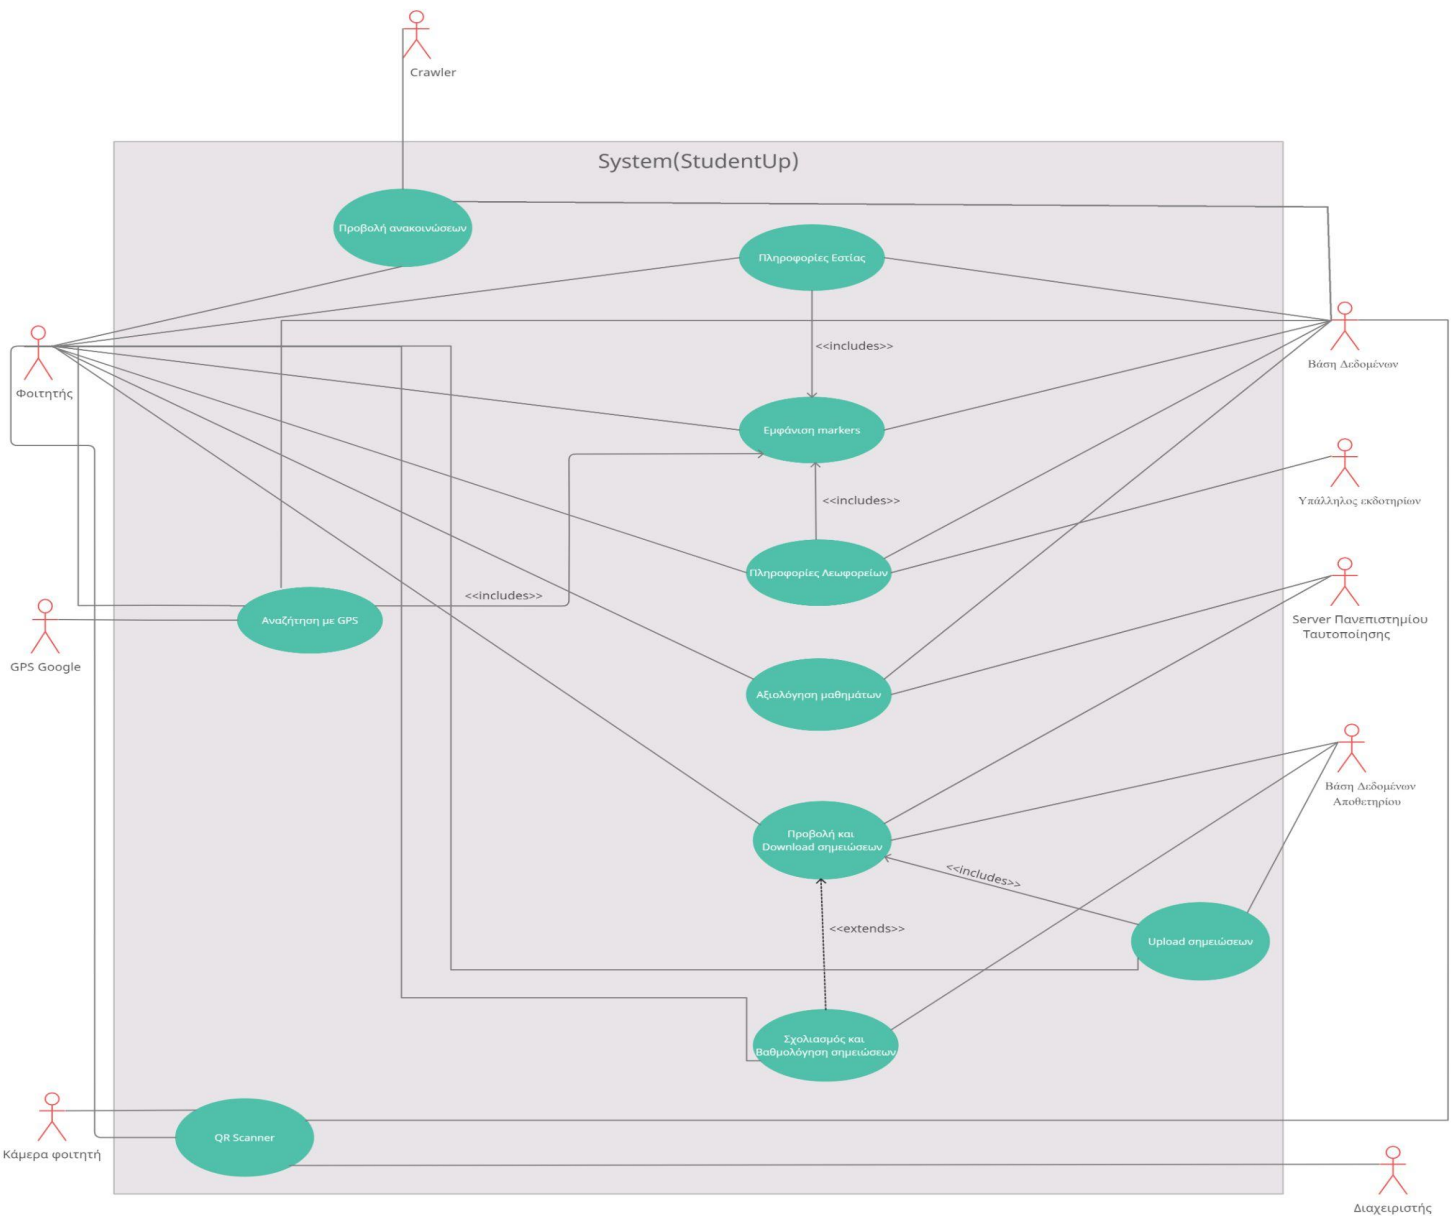 Crawler
System(StudentUp)
Προβολή ανακοινώσεων
Πληροφορίες Εστίας
<<includes>>
Βάση Δεδομένων
Φοιτητής
Εμφάνιση markers
Υπάλληλος εκδοτηρίων
<<includes>>
Πληροφορίες Λεωφορείων
<<includes>>
Αναζήτηση με GPS
GPS Google
Server Πανεπιστημίου
Ταυτοποίησης
Αξιολόγηση μαθημάτων
Βάση Δεδομένων
Αποθετηρίου
Προβολή και
Download σημειώσεων
<<includes>>
<<extends>>
Upload σημειώσεων
Σχολιασμός και
Βαθμολόγηση σημειώσεων
QR Scanner
Κάμερα φοιτητή
Διαχειριστής